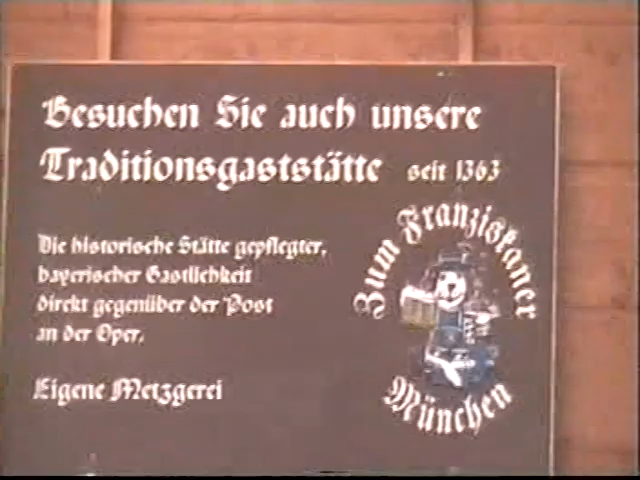 Besuchen Sie auch unsere
Traditionsgaststätte seit 1363
Die historische Stätte gepflegter,
bayerischer Gastlichkeit
direkt gegenüber der Post
an der Oper.
Eigene Metzgerei
Zum Franziskaner
München